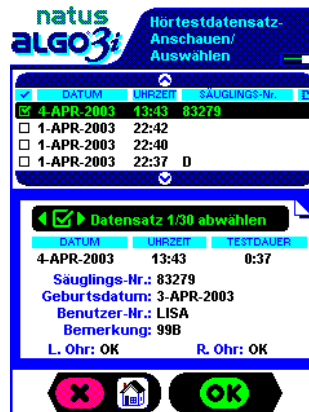 natus
ALGO3i
Hörtestdatensatz-
Anschauen/
Auswählen
DATUM UHRZEIT SÄUGLINGS-Nr.
4-APR-2003 13:43 83279
1-APR-2003 22:42
1-APR-2003 22:40
1-APR-2003 22:37 D
Datensatz 1/30 abwählen
DATUM UHRZEIT TESTDAUER
4-APR-2003 13:43 0:37
Säuglings-Nr.: 83279
Geburtsdatum: 3-APR-2003
Benutzer-Nr.: LISA
Bemerkung: 99B
L. Ohr: OK R. Ohr: OK
OK